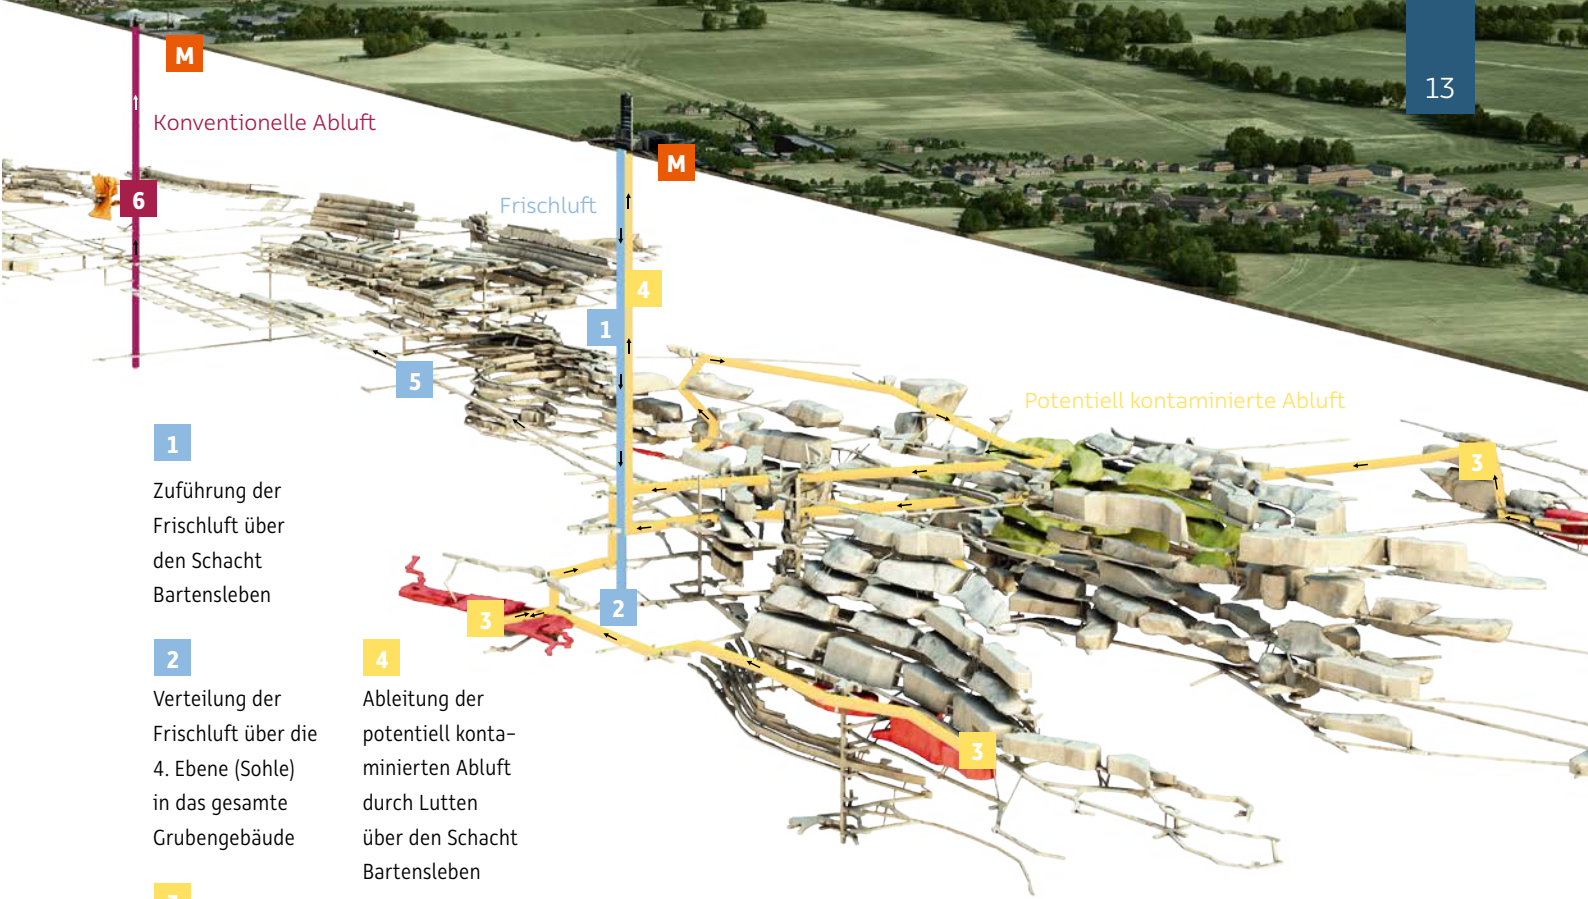 13
M
Konventionelle Abluft
M
6
Frischluft
4
1
5
Potentiell kontaminierte Abluft
3
2
3
3
1
Zuführung der
Frischluft über
den Schacht
Bartensleben
2
Verteilung der
Frischluft über die
4. Ebene (Sohle)
in das gesamte
Grubengebäude
3
4
Ableitung der
potentiell konta-
minierten Abluft
durch Lutten
über den Schacht
Bartensleben